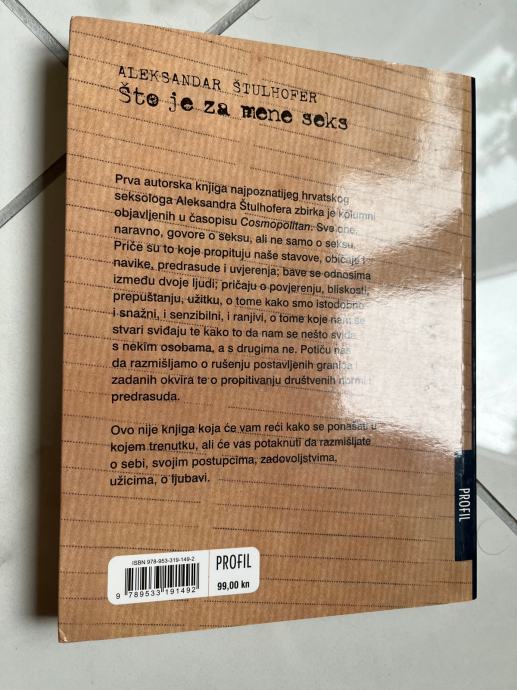 ALEKSANDAR ŠTULHOFER
Što je za mene seks
Prva autorska knjiga najpoznatijeg hrvatskog
seksologa Aleksandra Štulhofera zbirka je kolumni
objavljenih u časopisu Cosmopolitan. Sve one,
naravno, govore o seksu, ali ne samo o seksu.
Priče su to koje propituju naše stavove, običaje i
navike, predrasude i uvjerenja; bave se odnosima
između dvoje ljudi; pričaju o povjerenju, bliskosti,
prepuštanju, užitku, o tome kako smo istodobno
i snažni, i senzibilni, i ranjivi, o tome koje nam se
stvari sviđaju te kako to da nam se nešto sviđa
s nekim osobama, a s drugima ne. Potiču nas
da razmišljamo o rušenju postavljenih granica i
zadanih okvira te o propitivanju društvenih normi i
predrasuda.
Ovo nije knjiga koja će vam reći kako se ponašati u
kojem trenutku, ali će vas potaknuti da razmišljate
o sebi, svojim postupcima, zadovoljstvima,
užicima, o ljubavi.
PROFIL
ISBN 978-953-319-149-2
9 789533 191492
PROFIL
99,00 kn